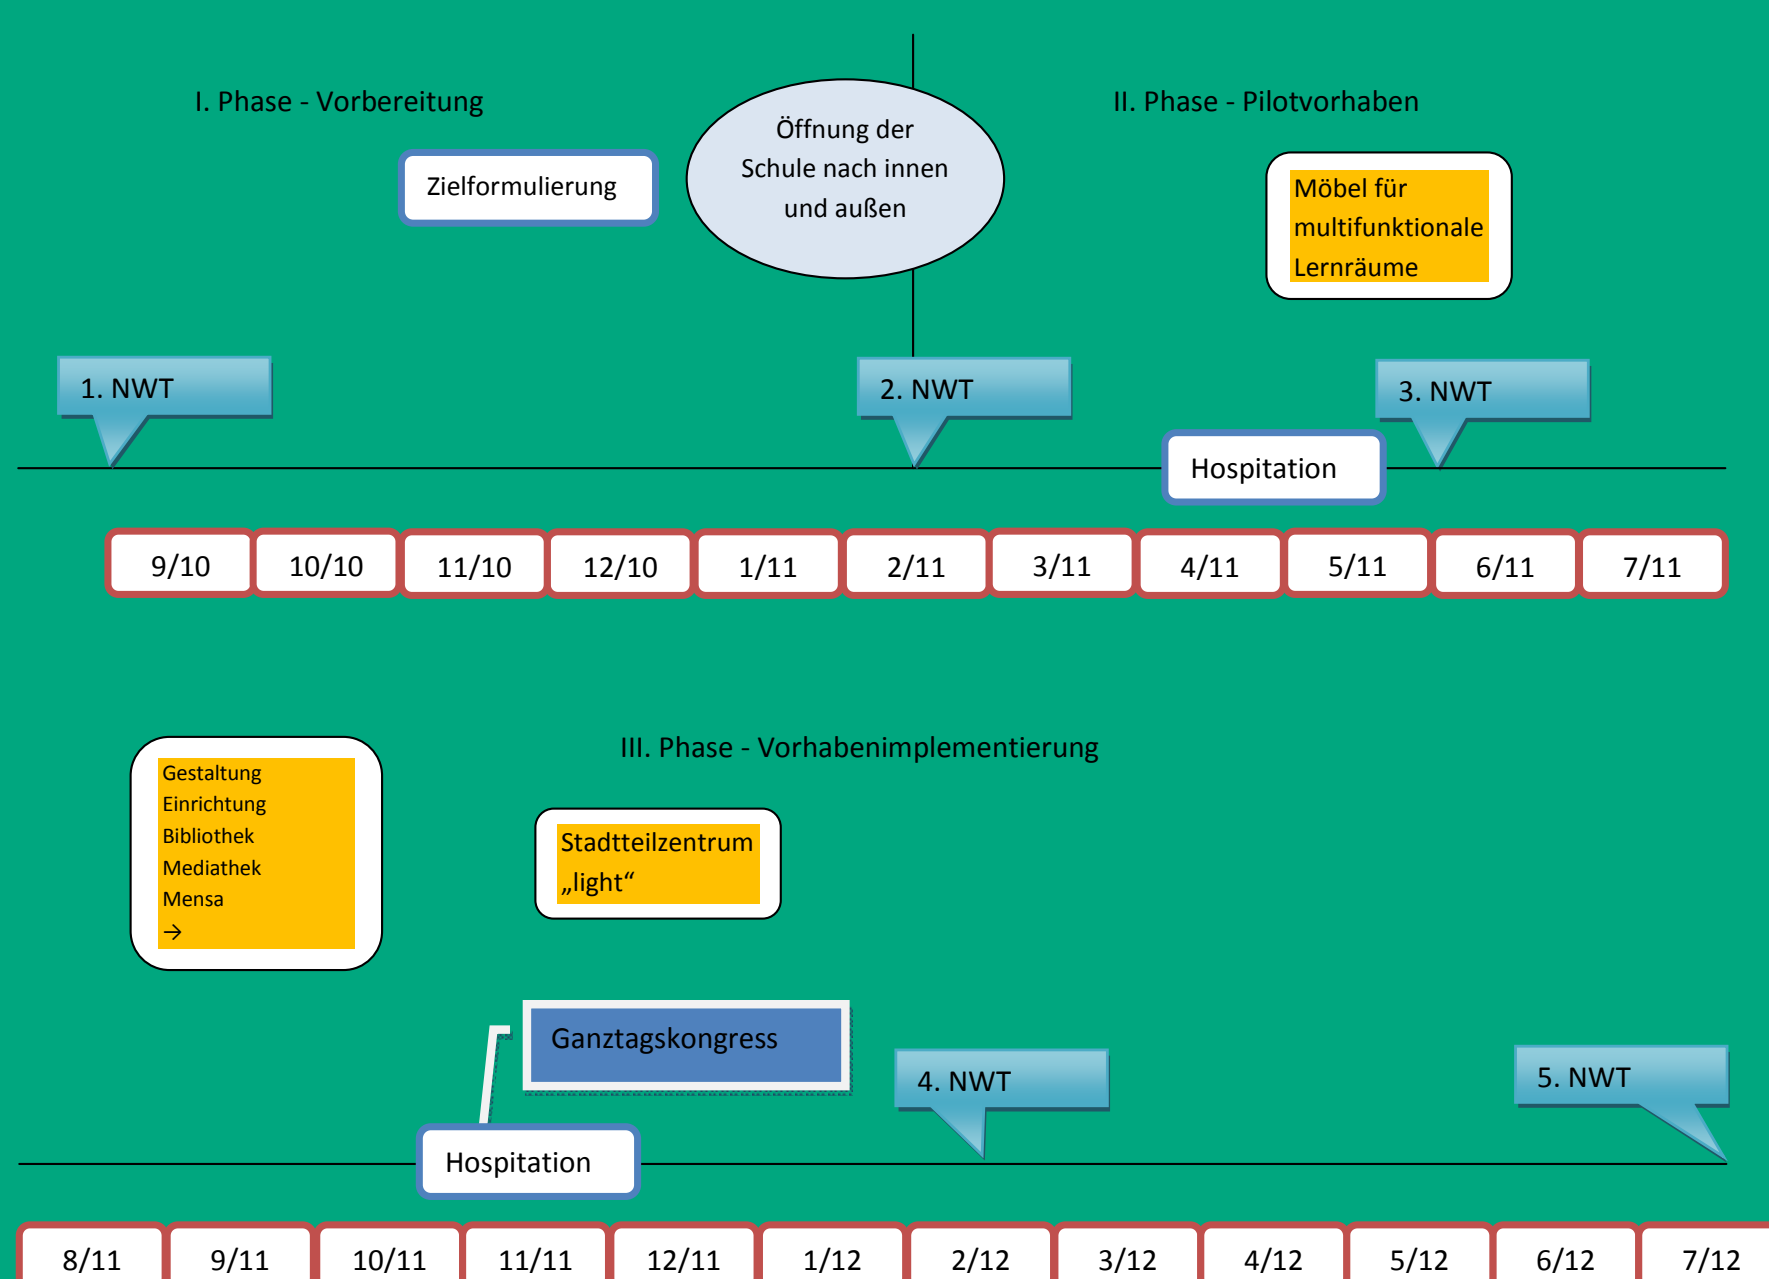 I. Phase - Vorbereitung
II. Phase - Pilotvorhaben
Öffnung der
Schule nach innen
und außen
Zielformulierung
Möbel für
multifunktionale
Lernräume
1. NWT
2. NWT
3. NWT
Hospitation
9/10
10/10
11/10
12/10
1/11
2/11
3/11
4/11
5/11
6/11
7/11
III. Phase - Vorhabenimplementierung
Gestaltung
Einrichtung
Bibliothek
Mediathek
Mensa
→
Stadtteilzentrum
„light“
Ganztagskongress
4. NWT
5. NWT
Hospitation
8/11
9/11
10/11
11/11
12/11
1/12
2/12
3/12
4/12
5/12
6/12
7/12